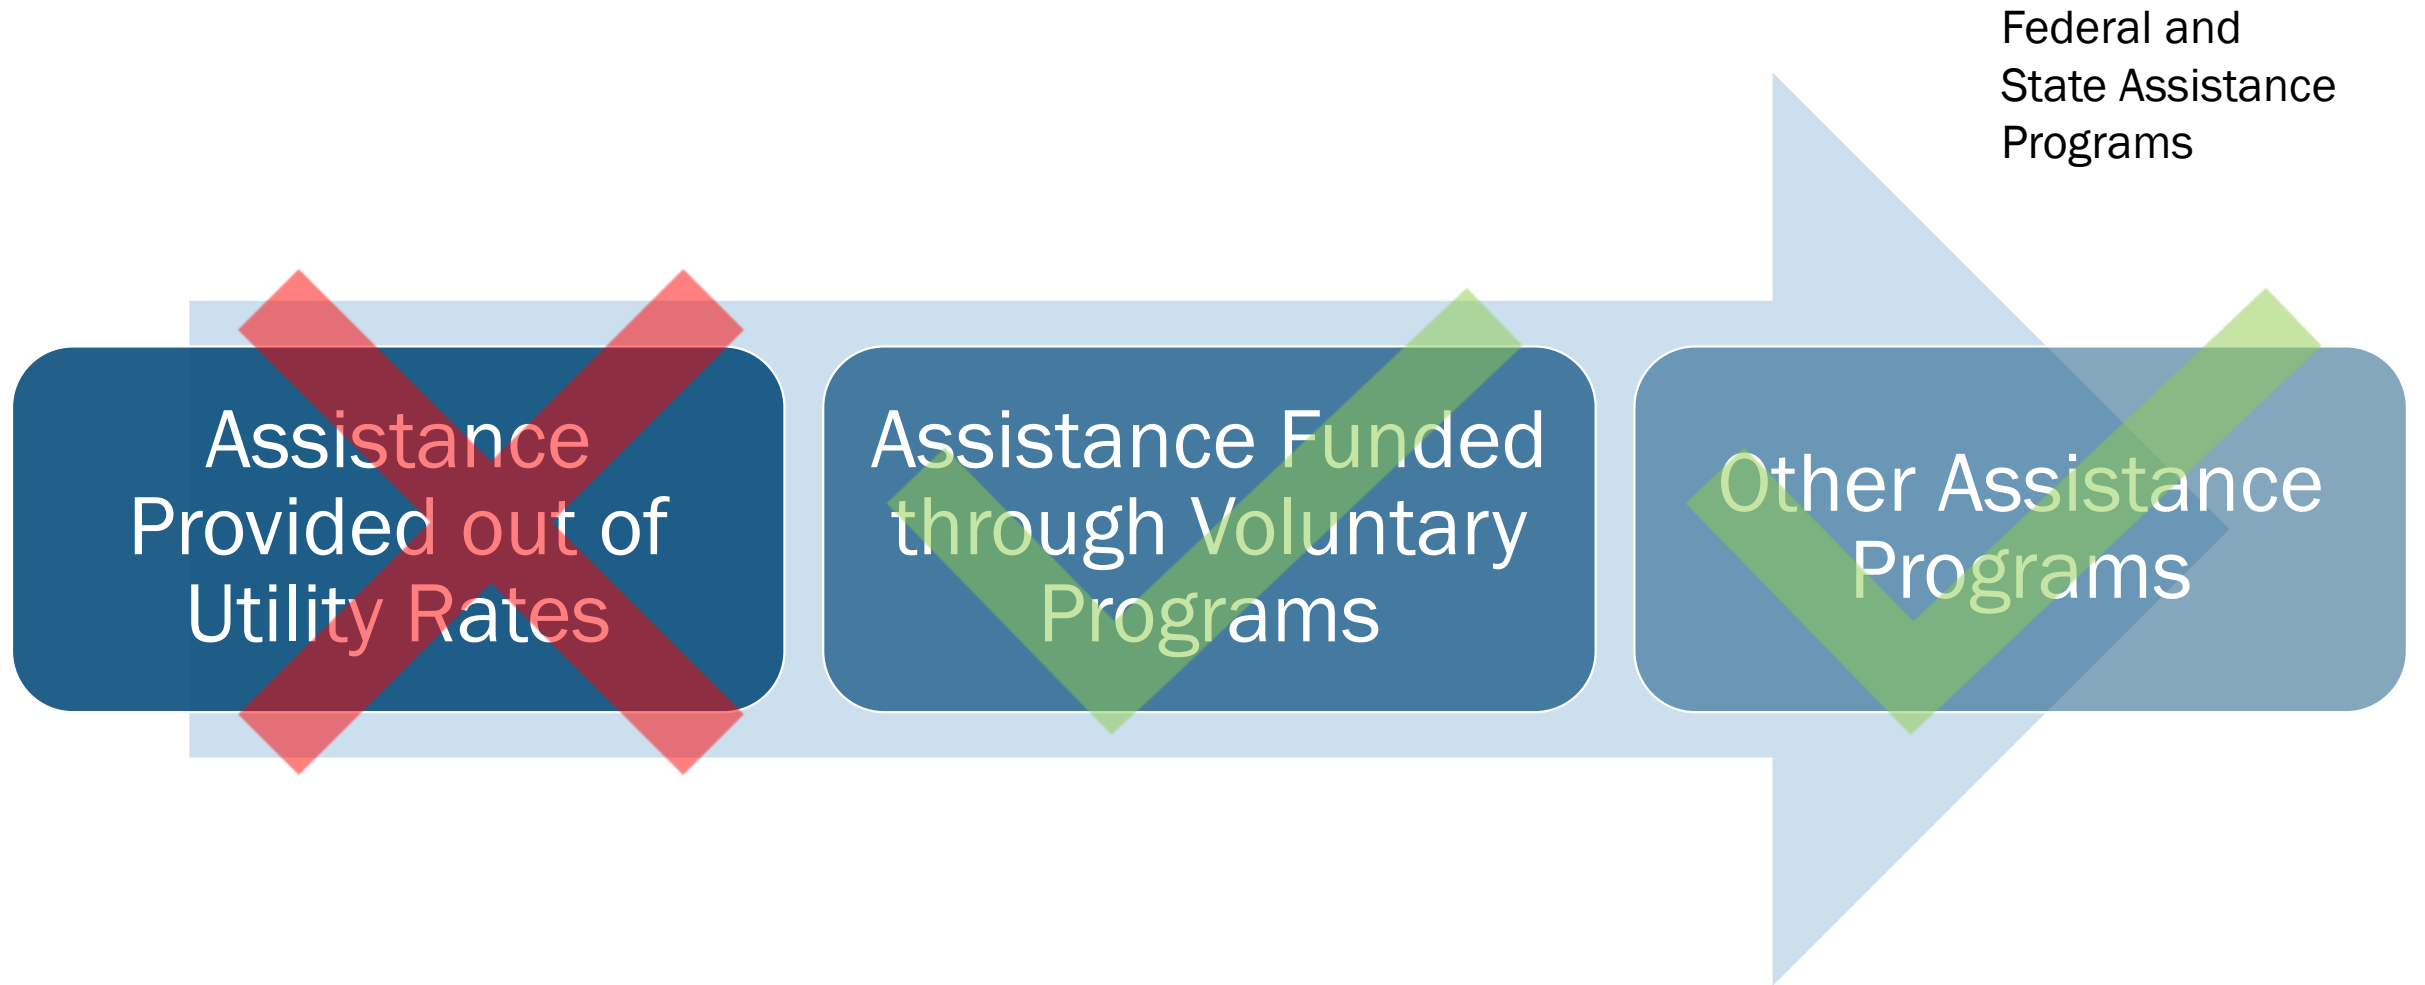 Federal and
State Assistance
Programs
Assistance
Provided out of
Utility Rates
Assistance Funded
through Voluntary
Programs
Other Assistance
Programs